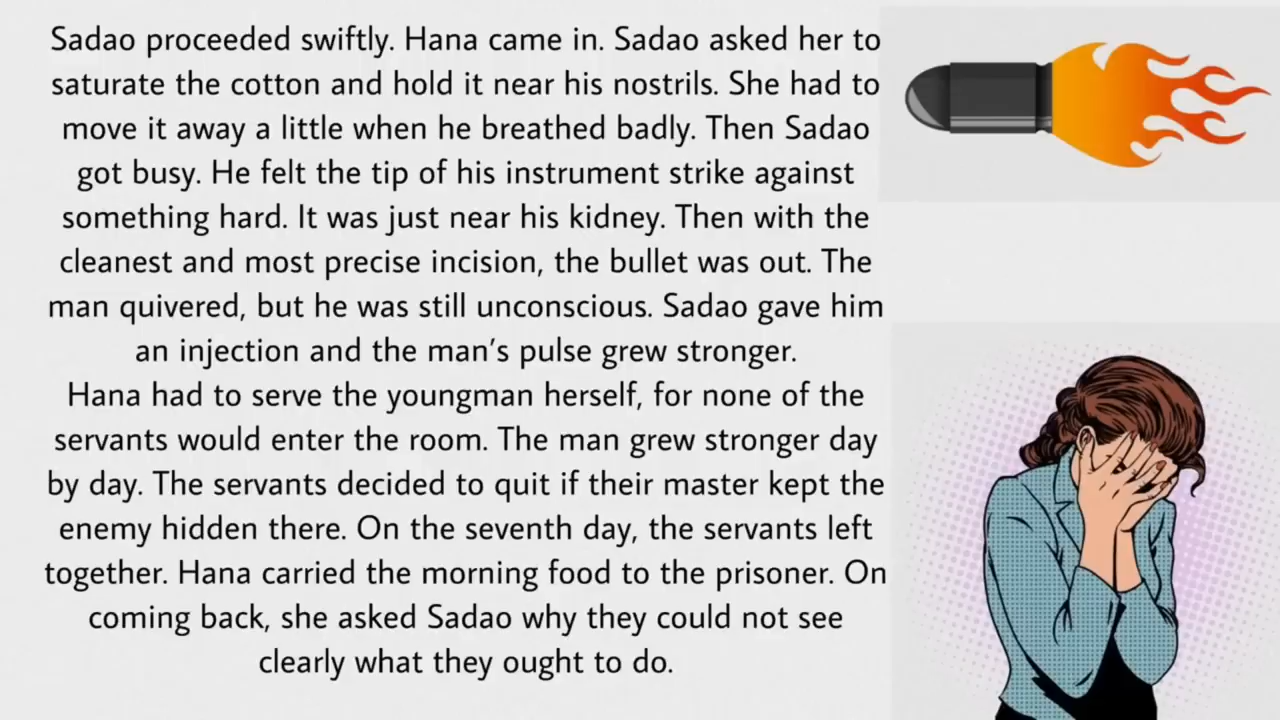 Sadao proceeded swiftly. Hana came in. Sadao asked her to
saturate the cotton and hold it near his nostrils. She had to
move it away a little when he breathed badly. Then Sadao
got busy. He felt the tip of his instrument strike against
something hard. It was just near his kidney. Then with the
cleanest and most precise incision, the bullet was out. The
man quivered, but he was still unconscious. Sadao gave him
an injection and the man’s pulse grew stronger.
Hana had to serve the youngman herself, for none of the
servants would enter the room. The man grew stronger day
by day. The servants decided to quit if their master kept the
enemy hidden there. On the seventh day, the servants left
together. Hana carried the morning food to the prisoner. On
coming back, she asked Sadao why they could not see
clearly what they ought to do.